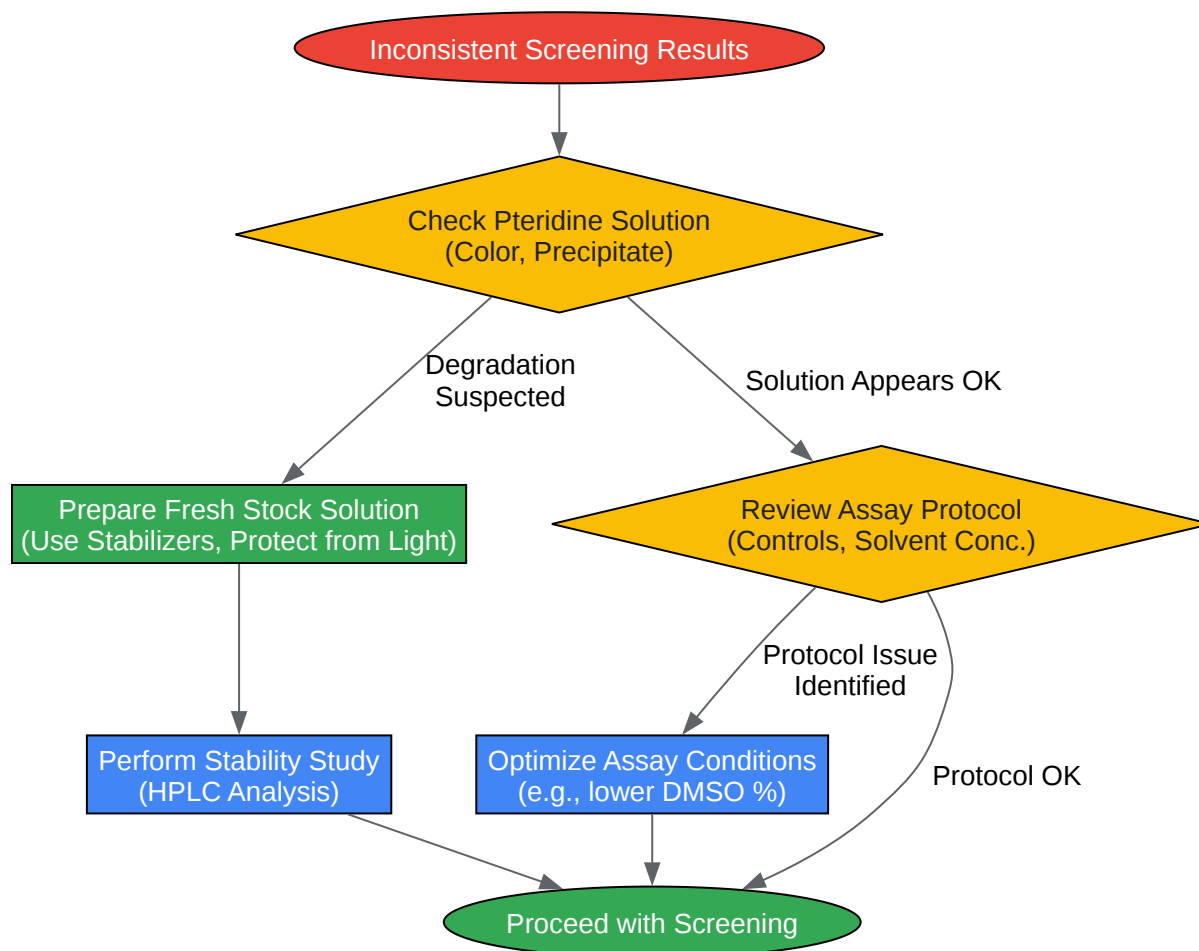 Inconsistent Screening Results
Check Pteridine Solution
(Color, Precipitate)
Degradation
Suspected
Solution Appears OK
Prepare Fresh Stock Solution
(Use Stabilizers, Protect from Light)
Review Assay Protocol
(Controls, Solvent Conc.)
Protocol Issue
Identified
Perform Stability Study
(HPLC Analysis)
Optimize Assay Conditions
(e.g., lower DMSO %)
Protocol OK
Proceed with Screening